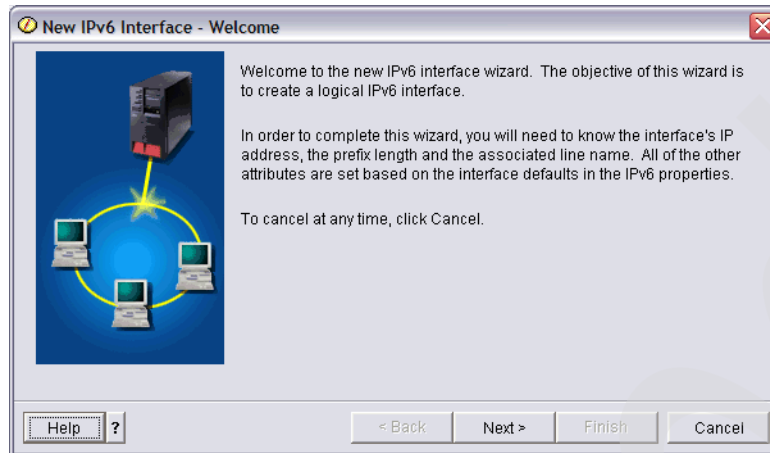 New IPv6 Interface - Welcome
Welcome to the new IPv6 interface wizard. The objective of this wizard is
to create a logical IPv6 interface.
In order to complete this wizard, you will need to know the interface's IP
address, the prefix length and the associated line name. All of the other
attributes are set based on the interface defaults in the IPv6 properties.
To cancel at any time, click Cancel.
Help ? < Back Next > Finish Cancel